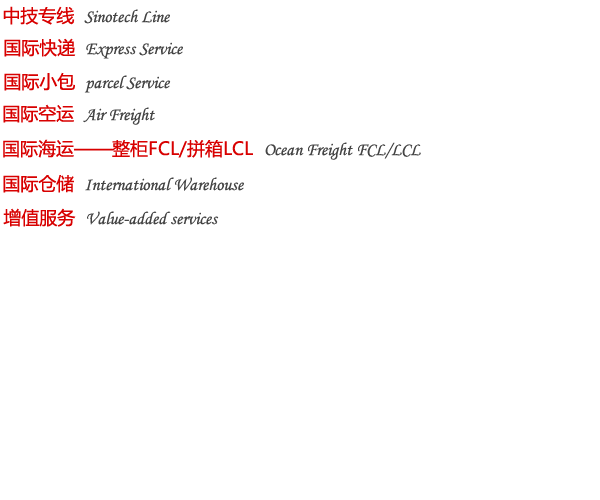 中技专线 Sinotech Line
国际快递 Express Service
国际小包 parcel Service
国际空运 Air Freight
国际海运——整柜FCL/拼箱LCL Ocean Freight FCL/LCL
国际仓储 International Warehouse
增值服务 Value-added services